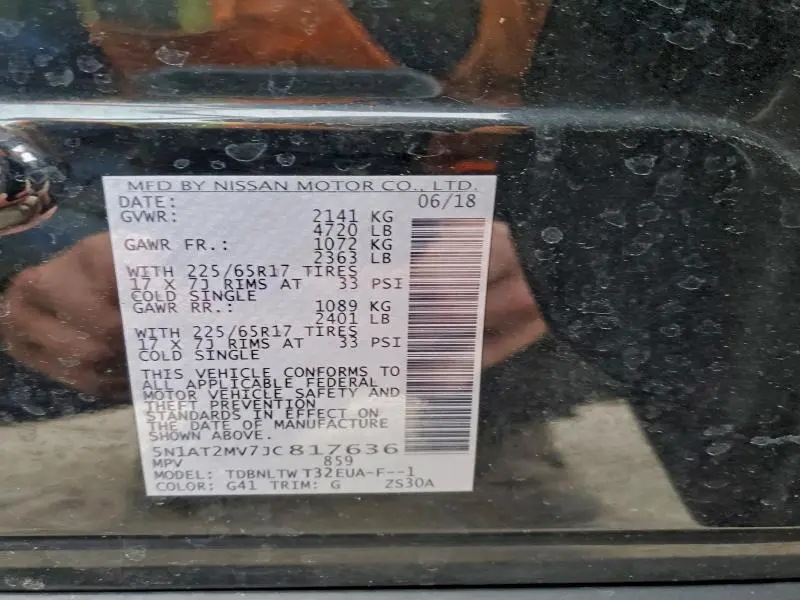 MFD BY NISSAN MOTOR CO., LTD.
DATE: 06/18
GVWR: 2141 KG
4720 LB
GAWR FR.: 1072 KG
2363 LB
WITH 225/65R17 TIRES
17 X 7J RIMS AT 33 PSI
COLD SINGLE
GAWR RR.: 1089 KG
2401 LB
WITH 225/65R17 TIRES
17 X 7J RIMS AT 33 PSI
COLD SINGLE
THIS VEHICLE CONFORMS TO
ALL APPLICABLE FEDERAL
MOTOR VEHICLE SAFETY AND
THEFT PREVENTION
STANDARDS IN EFFECT ON
THE DATE OF MANUFACTURE
SHOWN ABOVE.
5N1AT2MV7JC817636
MPV 859
MODEL: TDBNLTW T32EUA-F--1
COLOR: G41 TRIM: G ZS30A